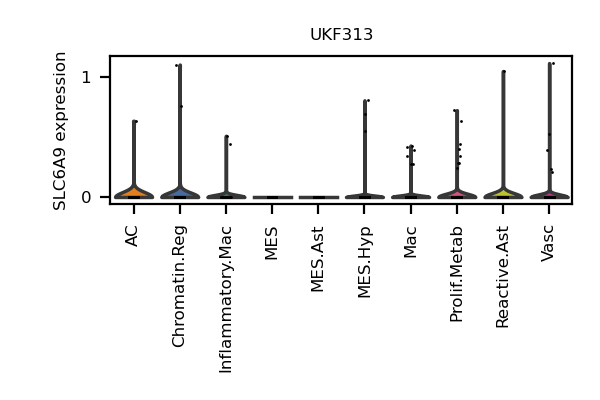 UKF313
SLC6A9 expression
1
0
AC
Chromatin.Reg
Inflammatory.Mac
MES
MES.Ast
MES.Hyp
Mac
Prolif.Metab
Reactive.Ast
Vasc